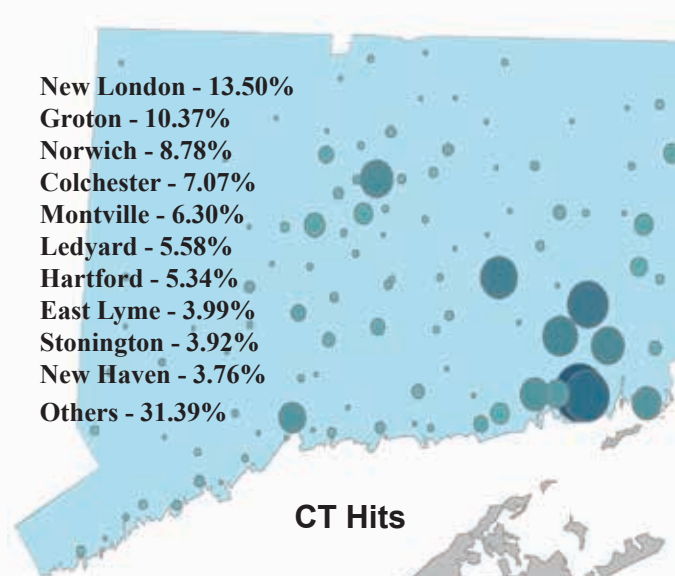 New London - 13.50%
Groton - 10.37%
Norwich - 8.78%
Colchester - 7.07%
Montville - 6.30%
Ledyard - 5.58%
Hartford - 5.34%
East Lyme - 3.99%
Stonington - 3.92%
New Haven - 3.76%
Others - 31.39%
CT Hits